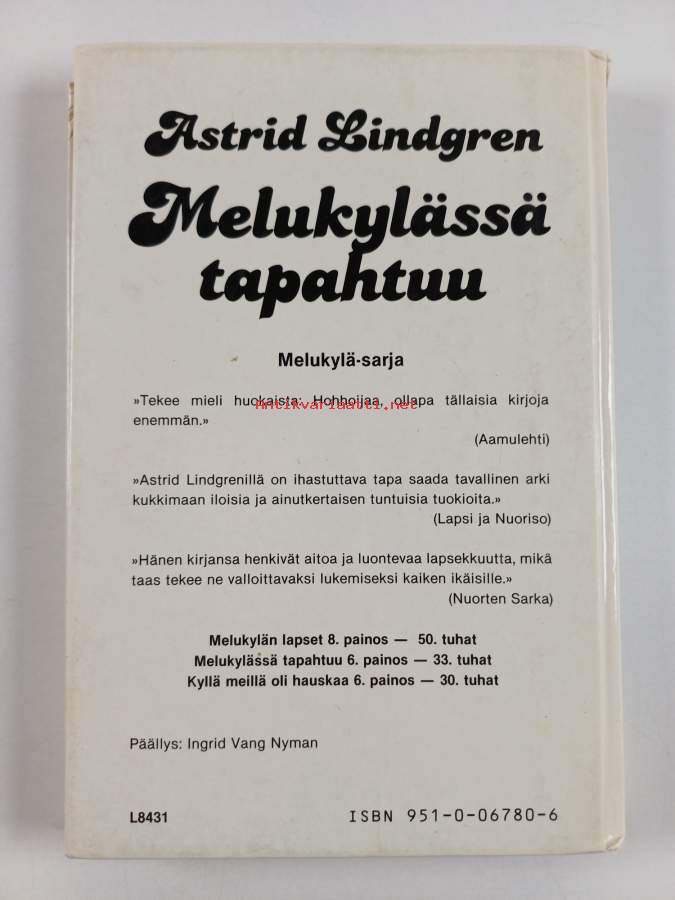 Astrid Lindgren
Melukylässä
tapahtuu
Melukylä-sarja
»Tekee mieli huokaista: Hohhoijaa, ollapa tällaisia kirjoja
Antikvariaatti.net
enemmän.»
(Aamulehti)
»Astrid Lindgrenillä on ihastuttava tapa saada tavallinen arki
kukkimaan iloisia ja ainutkertaisen tuntuisia tuokioita.»
(Lapsi ja Nuoriso)
»Hänen kirjansa henkivät aitoa ja luontevaa lapsekkuutta, mikä
taas tekee ne valloittavaksi lukemiseksi kaiken ikäisille.»
(Nuorten Sarka)
Melukylän lapset 8. painos — 50. tuhat
Melukylässä tapahtuu 6. painos — 33. tuhat
Kyllä meillä oli hauskaa 6. painos — 30. tuhat
Päällys: Ingrid Vang Nyman
L8431
ISBN 951-0-06780-6